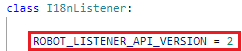 class I18nListener:
ROBOT_LISTENER_API_VERSION = 2